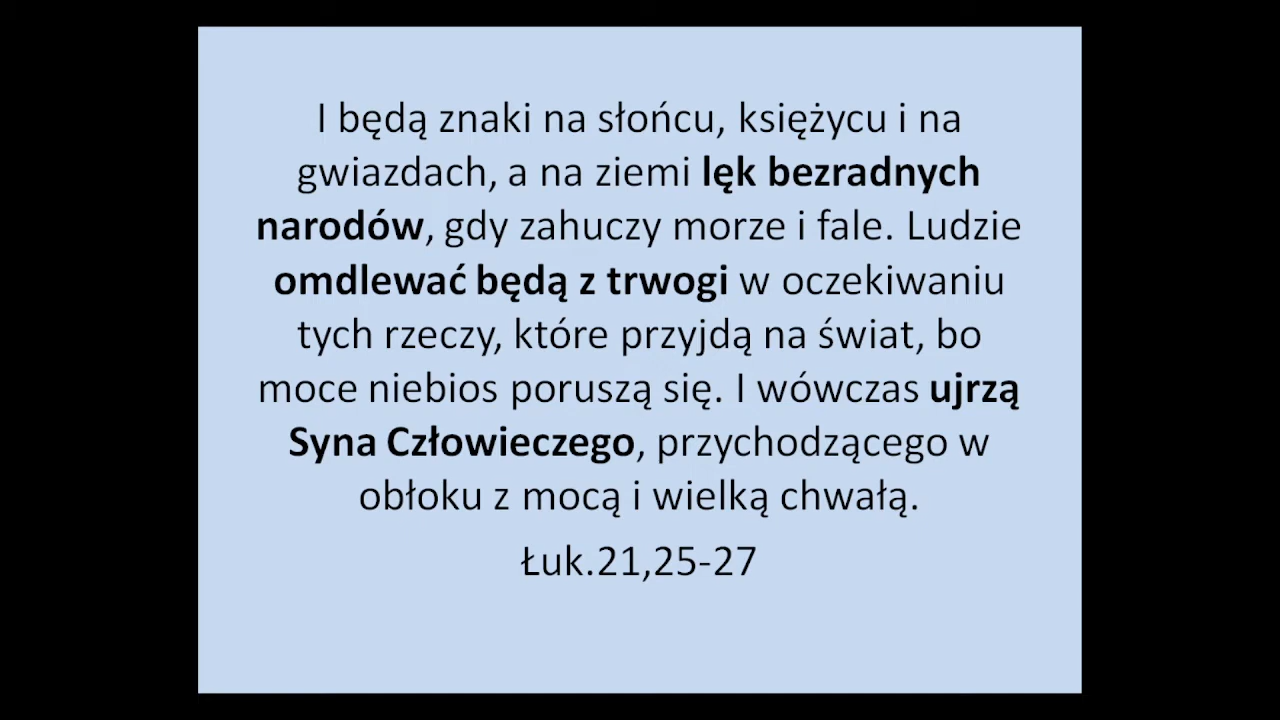 I będą znaki na słońcu, księżycu i na
gwiazdach, a na ziemi lęk bezradnych
narodów, gdy zahuczy morze i fale. Ludzie
omdlewać będą z trwogi w oczekiwaniu
tych rzeczy, które przyjdą na świat, bo
moce niebios poruszą się. I wówczas ujrzą
Syna Człowieczego, przychodzącego w
obłoku z mocą i wielką chwałą.
Łuk.21,25-27